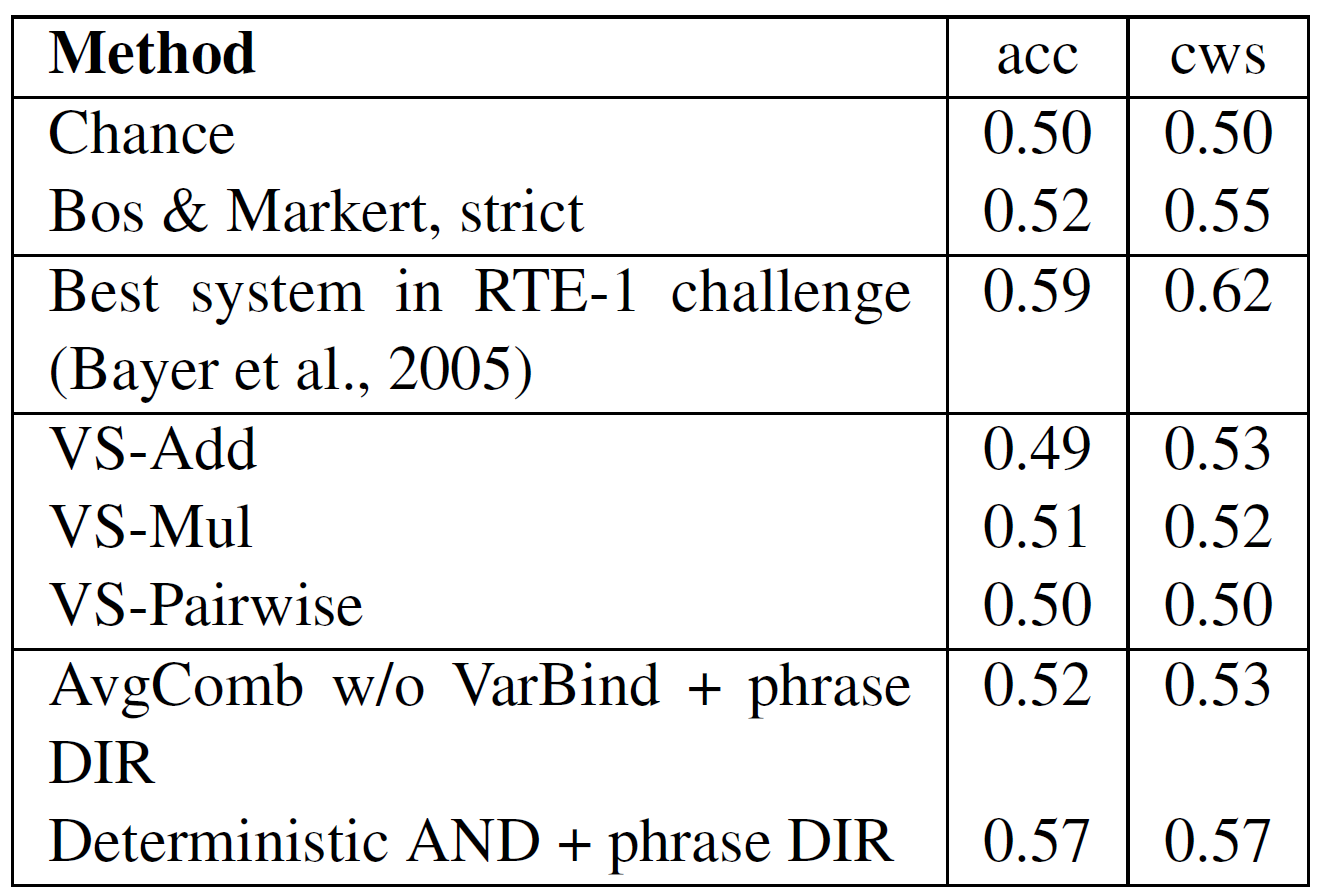 Method acc cws
Chance 0.50 0.50
Bos & Markert, strict 0.52 0.55
Best system in RTE-1 challenge 0.59 0.62
(Bayer et al., 2005)
VS-Add 0.49 0.53
VS-Mul 0.51 0.52
VS-Pairwise 0.50 0.50
AvgComb w/o VarBind + phrase 0.52 0.53
DIR
Deterministic AND + phrase DIR 0.57 0.57